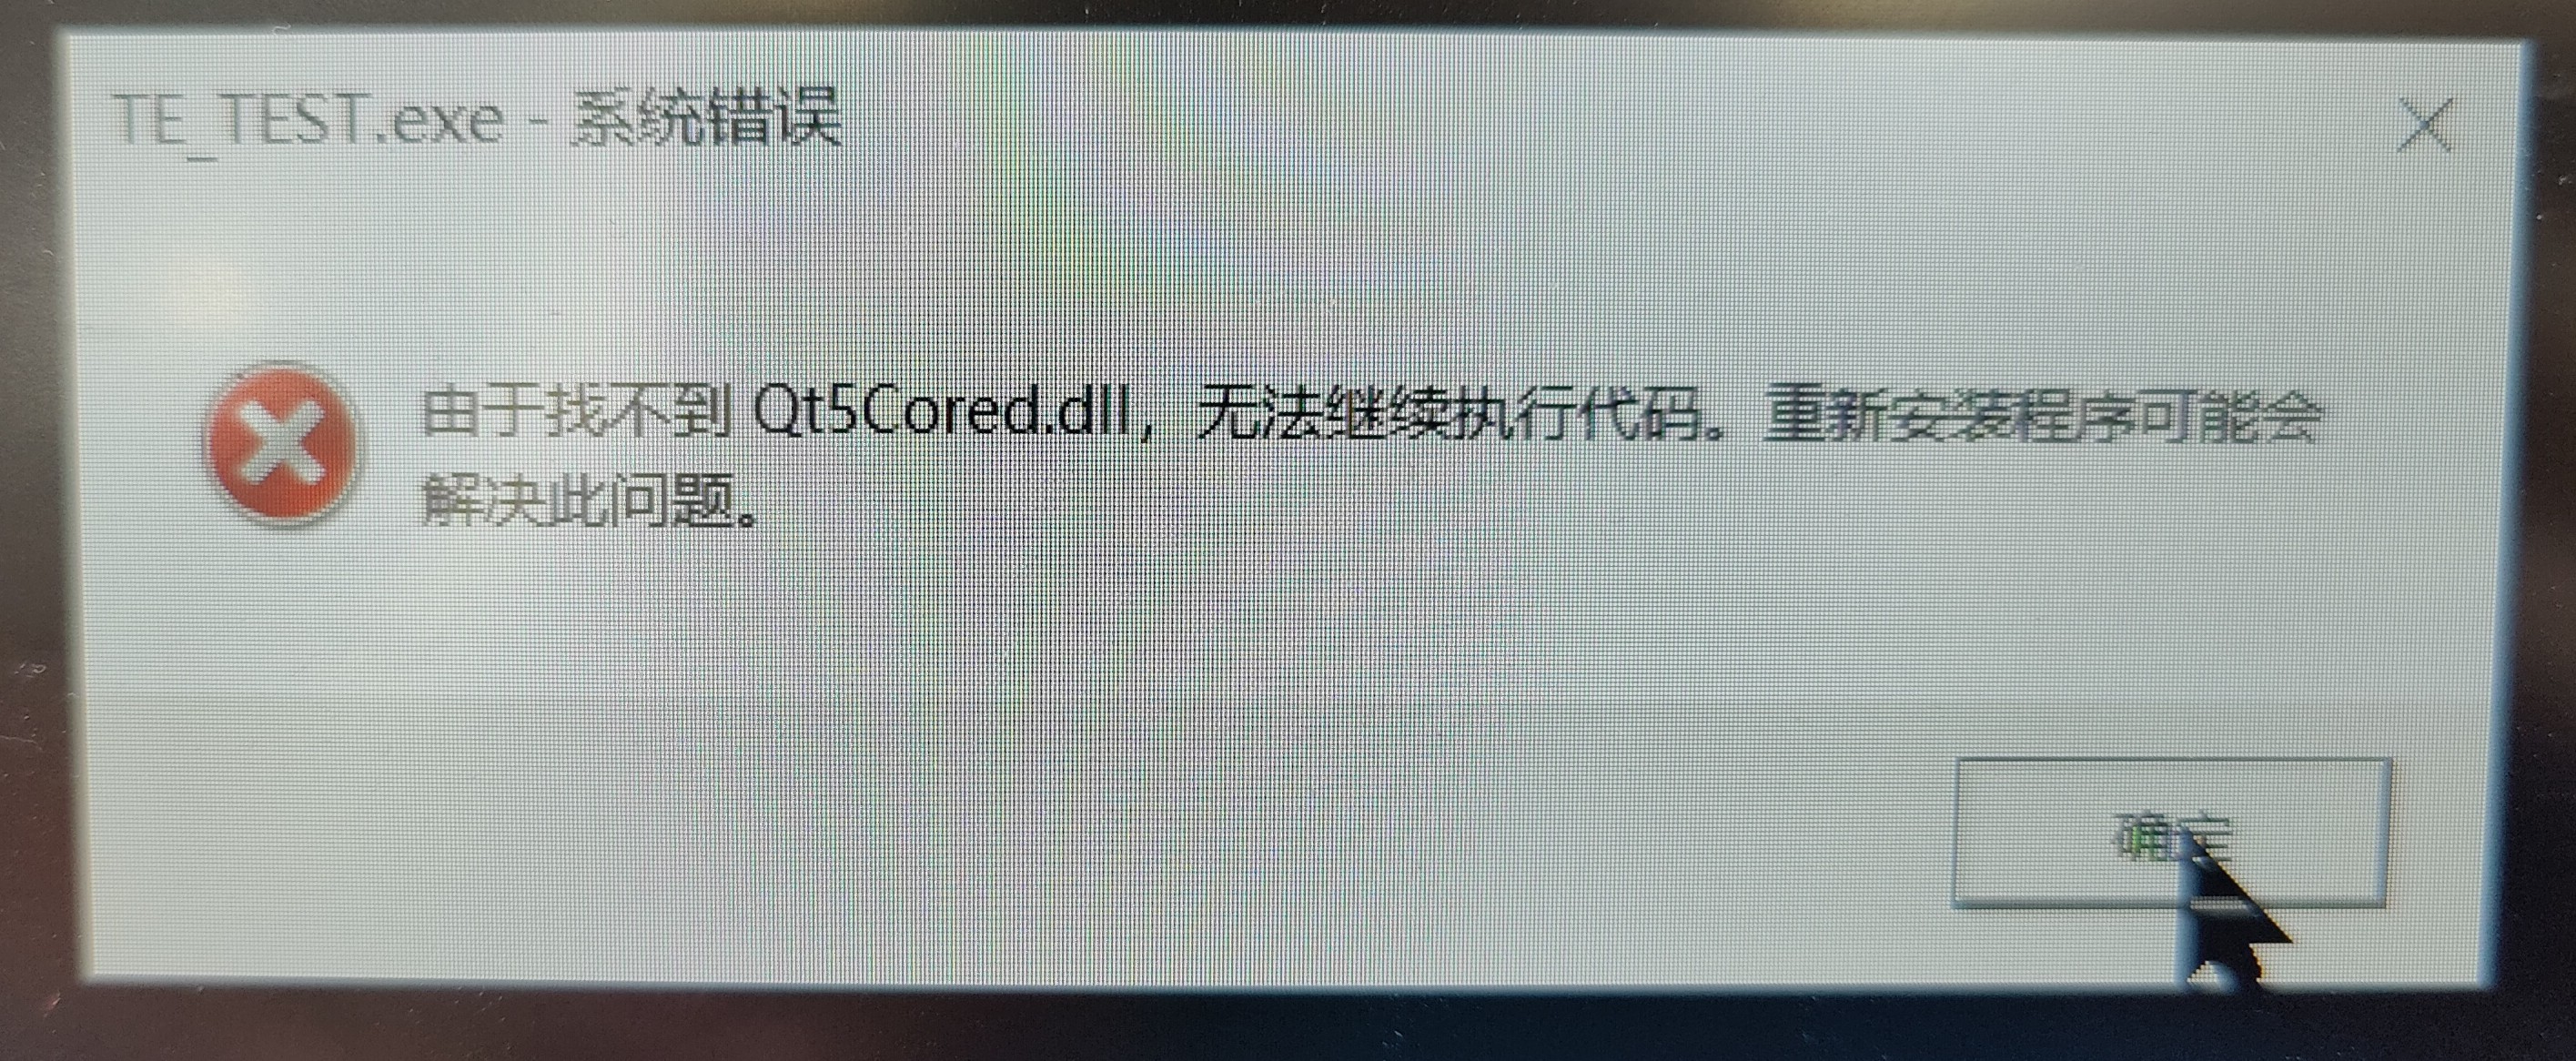 TE_TEST.exe - 系统错误
由于找不到 Qt5Cored.dll，无法继续执行代码。重新安装程序可能会
解决此问题。
确定